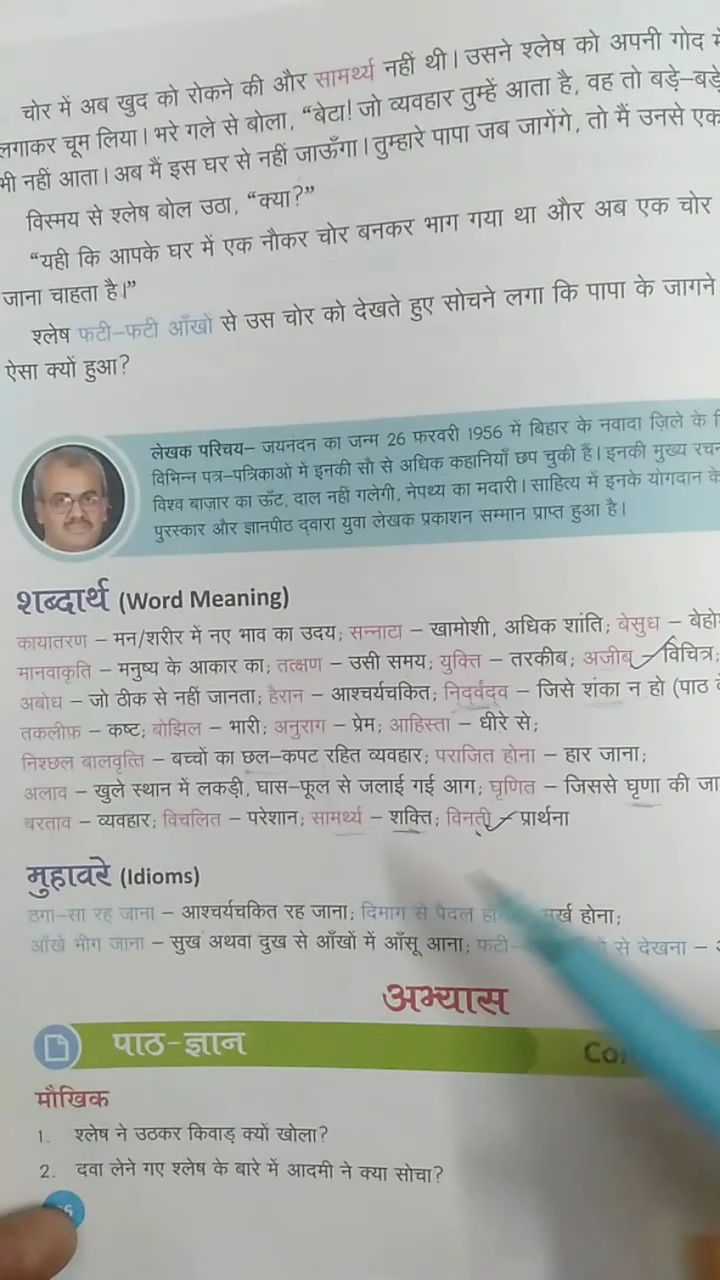 चोर में अब खुद को रोकने की और सामर्थ्य नहीं थी। उसने श्लेष को अपनी गोद में
लगाकर चूम लिया। भरे गले से बोला, “बेटा! जो व्यवहार तुम्हें आता है, वह तो बड़े-बड़े
भी नहीं आता। अब मैं इस घर से नहीं जाऊँगा। तुम्हारे पापा जब जागेंगे, तो मैं उनसे एक
विस्मय से श्लेष बोल उठा, “क्या?”
“यही कि आपके घर में एक नौकर चोर बनकर भाग गया था और अब एक चोर
जाना चाहता है।”
श्लेष फटी-फटी आँखों से उस चोर को देखते हुए सोचने लगा कि पापा के जागने
ऐसा क्यों हुआ?
लेखक परिचय– जयनंदन का जन्म 26 फ़रवरी 1956 में बिहार के नवादा ज़िले के
विभिन्न पत्र-पत्रिकाओं में इनकी सौ से अधिक कहानियाँ छप चुकी हैं। इनकी मुख्य
विश्व बाज़ार का ऊँट, दाल नहीं गलेगी, नेपथ्य का मदारी। साहित्य में इनके योगदान के
पुरस्कार और ज्ञानपीठ द्वारा युवा लेखक प्रकाशन सम्मान प्राप्त हुआ है।
शब्दार्थ (Word Meaning)
कायातरण – मन/शरीर में नए भाव का उदय; सन्नाटा – खामोशी, अधिक शांति; बेसुध –
मानवाकृति – मनुष्य के आकार का; तत्क्षण – उसी समय; युक्ति – तरकीब; अजीब – विचित्र;
अबोध – जो ठीक से नहीं जानता; हैरान – आश्चर्यचकित; निर्द्वंद्व – जिसे शंका न हो (पाठ
तकलीफ़ – कष्ट; बोझिल – भारी; अनुराग – प्रेम; आहिस्ता – धीरे से;
निश्छल बालवृत्ति – बच्चों का छल-कपट रहित व्यवहार; पराजित होना – हार जाना;
अलाव – खुले स्थान में लकड़ी, घास-फूल से जलाई गई आग; घृणित – जिससे घृणा की
बरताव – व्यवहार; विचलित – परेशान; सामर्थ्य – शक्ति; विनती – प्रार्थना
मुहावरे (Idioms)
ठगा-सा रह जाना – आश्चर्यचकित रह जाना; दिमाग से पैदल होना;
आँखें भीग जाना – सुख अथवा दुख से आँखों में आँसू आना; फटी- से देखना –
अभ्यास
पाठ-ज्ञान
मौखिक
1. श्लेष ने उठकर किवाड़ क्यों खोला?
2. दवा लेने गए श्लेष के बारे में आदमी ने क्या सोचा?